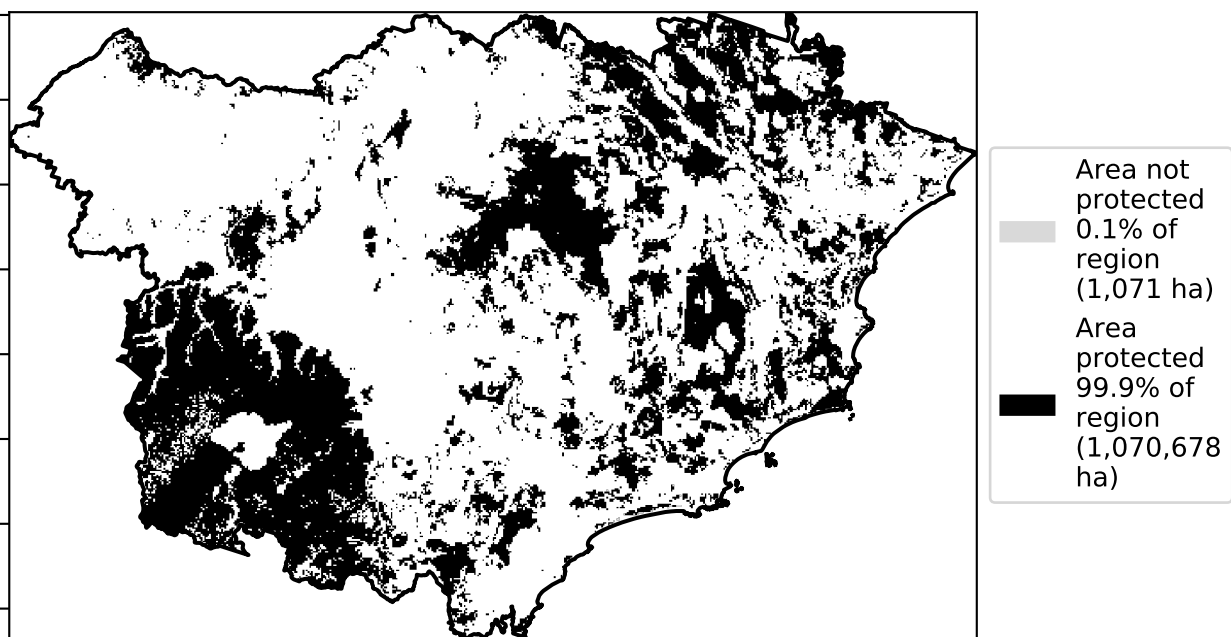 Area not
protected
0.1% of
region
(1,071 ha)
Area
protected
99.9% of
region
(1,070,678
ha)